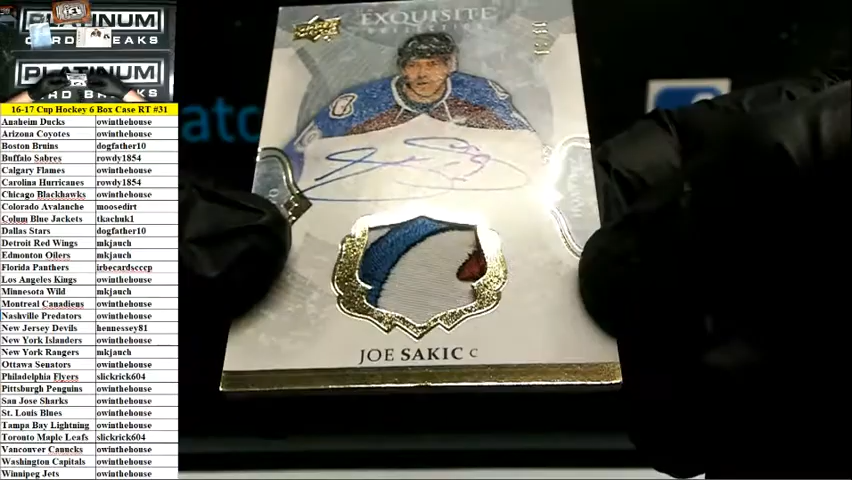 PLATINUM
CARD BREAKS
PLATINUM
CARD BREAKS
16-17 Cup Hockey 6 Box Case RT #31
Anaheim Ducks owinthehouse
Arizona Coyotes owinthehouse
Boston Bruins dogfather10
Buffalo Sabres rowdy1854
Calgary Flames owinthehouse
Carolina Hurricanes rowdy1854
Chicago Blackhawks owinthehouse
Colorado Avalanche moosedirt
Colum Blue Jackets tkachuk1
Dallas Stars dogfather10
Detroit Red Wings mkjauch
Edmonton Oilers mkjauch
Florida Panthers irbecardscccp
Los Angeles Kings owinthehouse
Minnesota Wild mkjauch
Montreal Canadiens owinthehouse
Nashville Predators owinthehouse
New Jersey Devils hennessey81
New York Islanders owinthehouse
New York Rangers mkjauch
Ottawa Senators owinthehouse
Philadelphia Flyers slickrick604
Pittsburgh Penguins owinthehouse
San Jose Sharks owinthehouse
St. Louis Blues owinthehouse
Tampa Bay Lightning owinthehouse
Toronto Maple Leafs slickrick604
Vancouver Canucks owinthehouse
Washington Capitals owinthehouse
Winnipeg Jets owinthehouse
EXQUISITE
COLLECTION
JOE SAKIC C